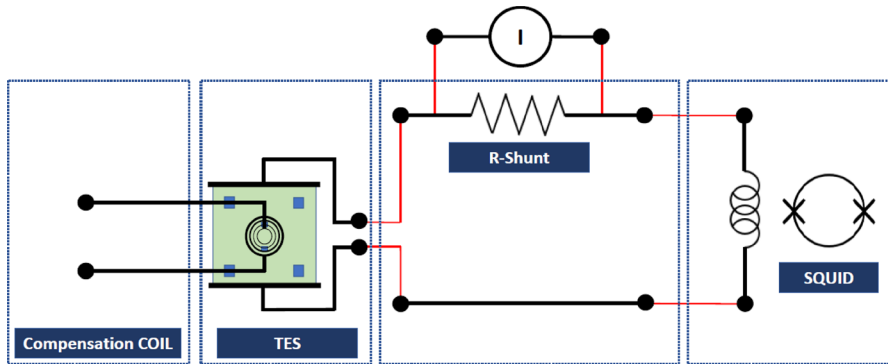 I
R-Shunt
SQUID
Compensation COIL
TES